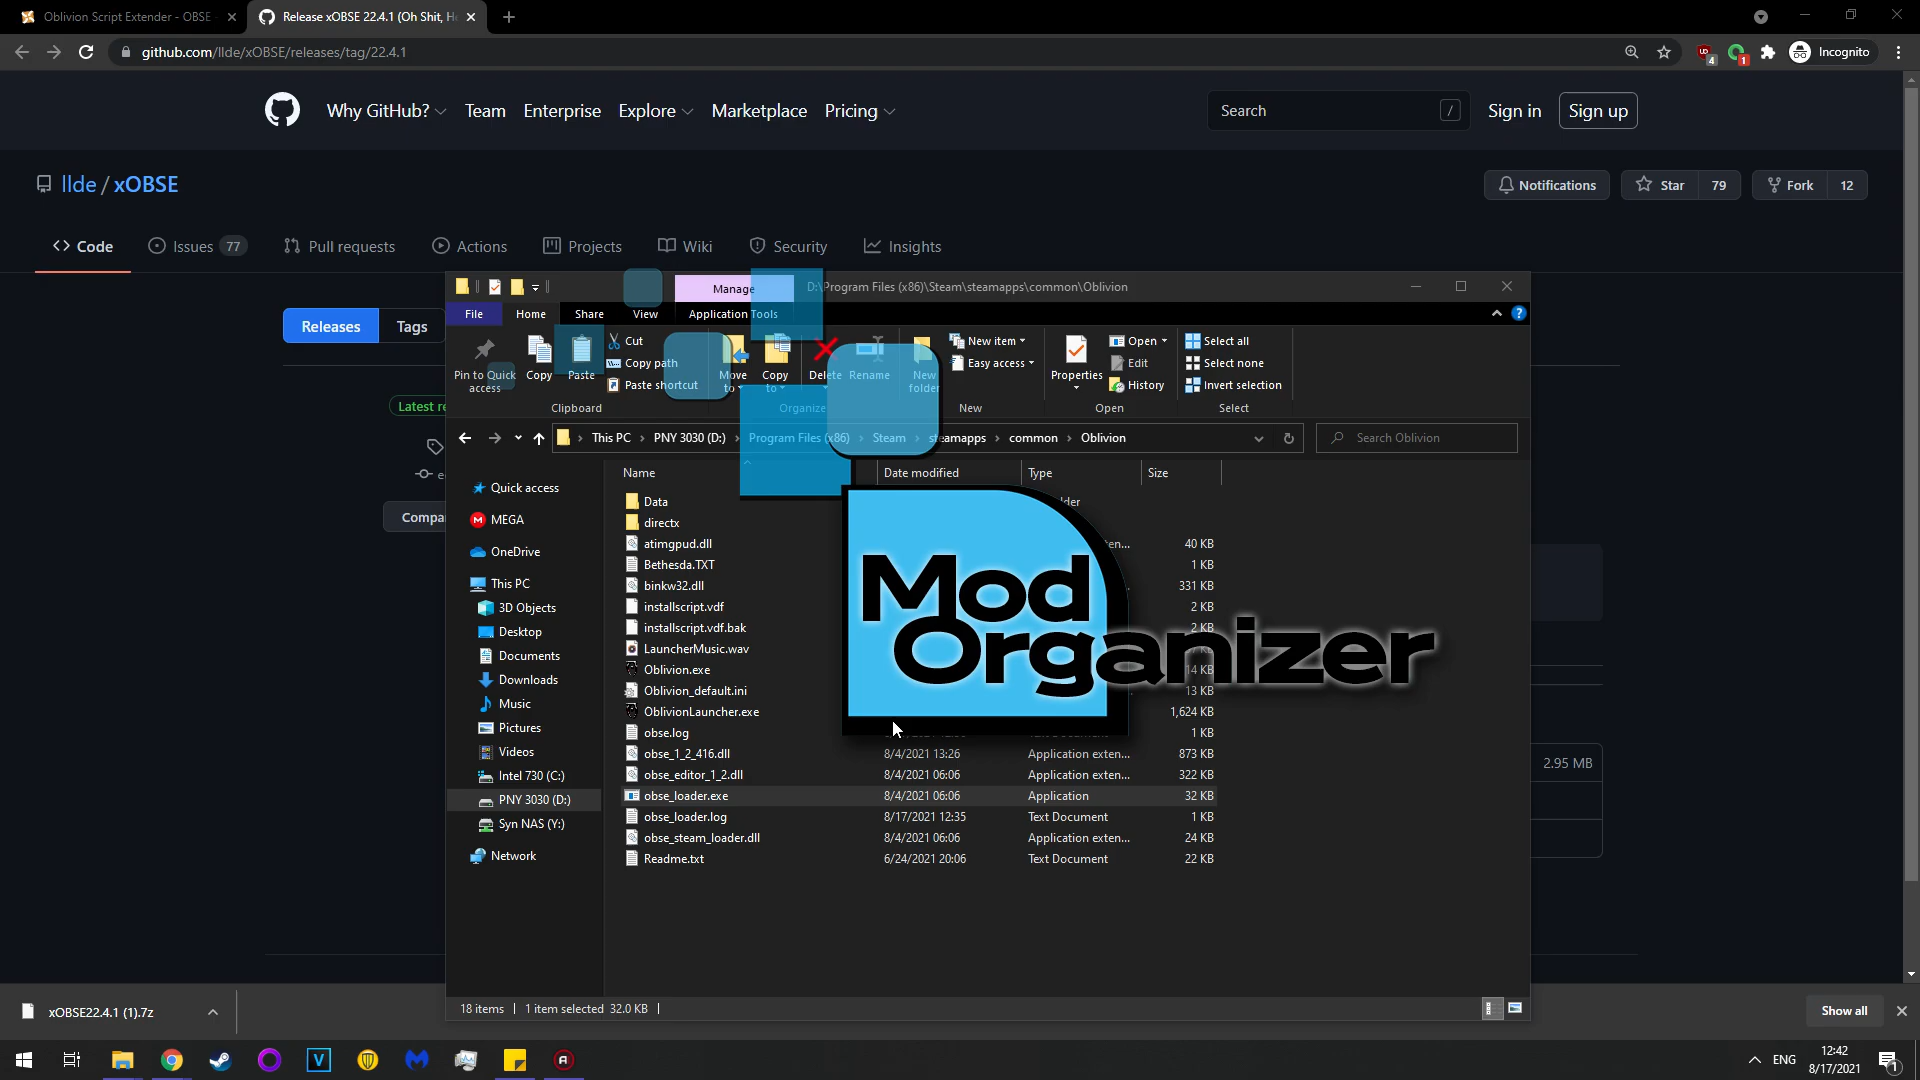 Oblivion Script Extender - OBSE
Release xOBSE 22.4.1 (Oh Shit, H
github.com/llde/xOBSE/releases/tag/22.4.1
4
1
Incognito
Why GitHub?
Team
Enterprise
Explore
Marketplace
Pricing
Search
/
Sign in
Sign up
llde / xOBSE
Notifications
Star
79
Fork
12
Code
Issues
77
Pull requests
Actions
Projects
Wiki
Security
Insights
Releases
Tags
Latest re
Compa
Manage
D:\Program Files (x86)\Steam\steamapps\common\Oblivion
File
Home
Share
View
Application Tools
Pin to Quick access
Copy
Paste
Cut
Copy path
Paste shortcut
Move to
Copy to
Delete
Rename
New folder
New item
Easy access
Properties
Open
Edit
History
Select all
Select none
Invert selection
Clipboard
Organize
New
Open
Select
This PC
PNY 3030 (D:)
Program Files (x86)
Steam
steamapps
common
Oblivion
Search Oblivion
Name
Date modified
Type
Size
Quick access
MEGA
OneDrive
This PC
3D Objects
Desktop
Documents
Downloads
Music
Pictures
Videos
Intel 730 (C:)
PNY 3030 (D:)
Syn NAS (Y:)
Network
Data
directx
atimgpud.dll
40 KB
Bethesda.TXT
1 KB
binkw32.dll
331 KB
installscript.vdf
2 KB
installscript.vdf.bak
2 KB
LauncherMusic.wav
Oblivion.exe
Oblivion_default.ini
13 KB
OblivionLauncher.exe
1,624 KB
obse.log
1 KB
obse_1_2_416.dll
8/4/2021 13:26
Application exten...
873 KB
obse_editor_1_2.dll
8/4/2021 06:06
Application exten...
322 KB
obse_loader.exe
8/4/2021 06:06
Application
32 KB
obse_loader.log
8/17/2021 12:35
Text Document
1 KB
obse_steam_loader.dll
8/4/2021 06:06
Application exten...
24 KB
Readme.txt
6/24/2021 20:06
Text Document
22 KB
Mod
Organizer
2.95 MB
18 items
1 item selected 32.0 KB
xOBSE22.4.1 (1).7z
Show all
ENG
12:42
8/17/2021
1